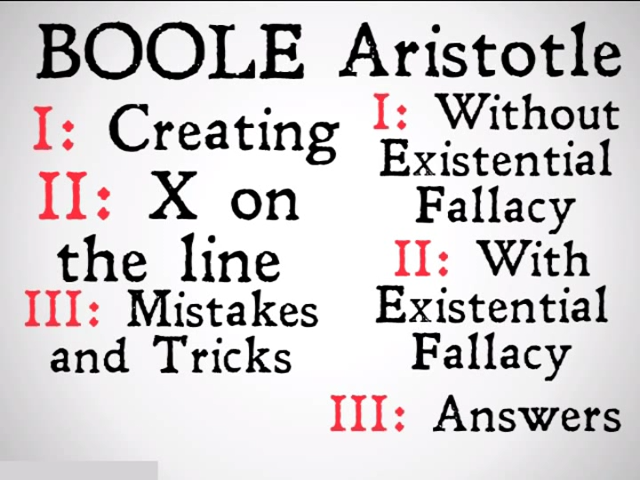 BOOLE
I: Creating
II: X on
the line
III: Mistakes
and Tricks
Aristotle
I: Without
Existential
Fallacy
II: With
Existential
Fallacy
III: Answers